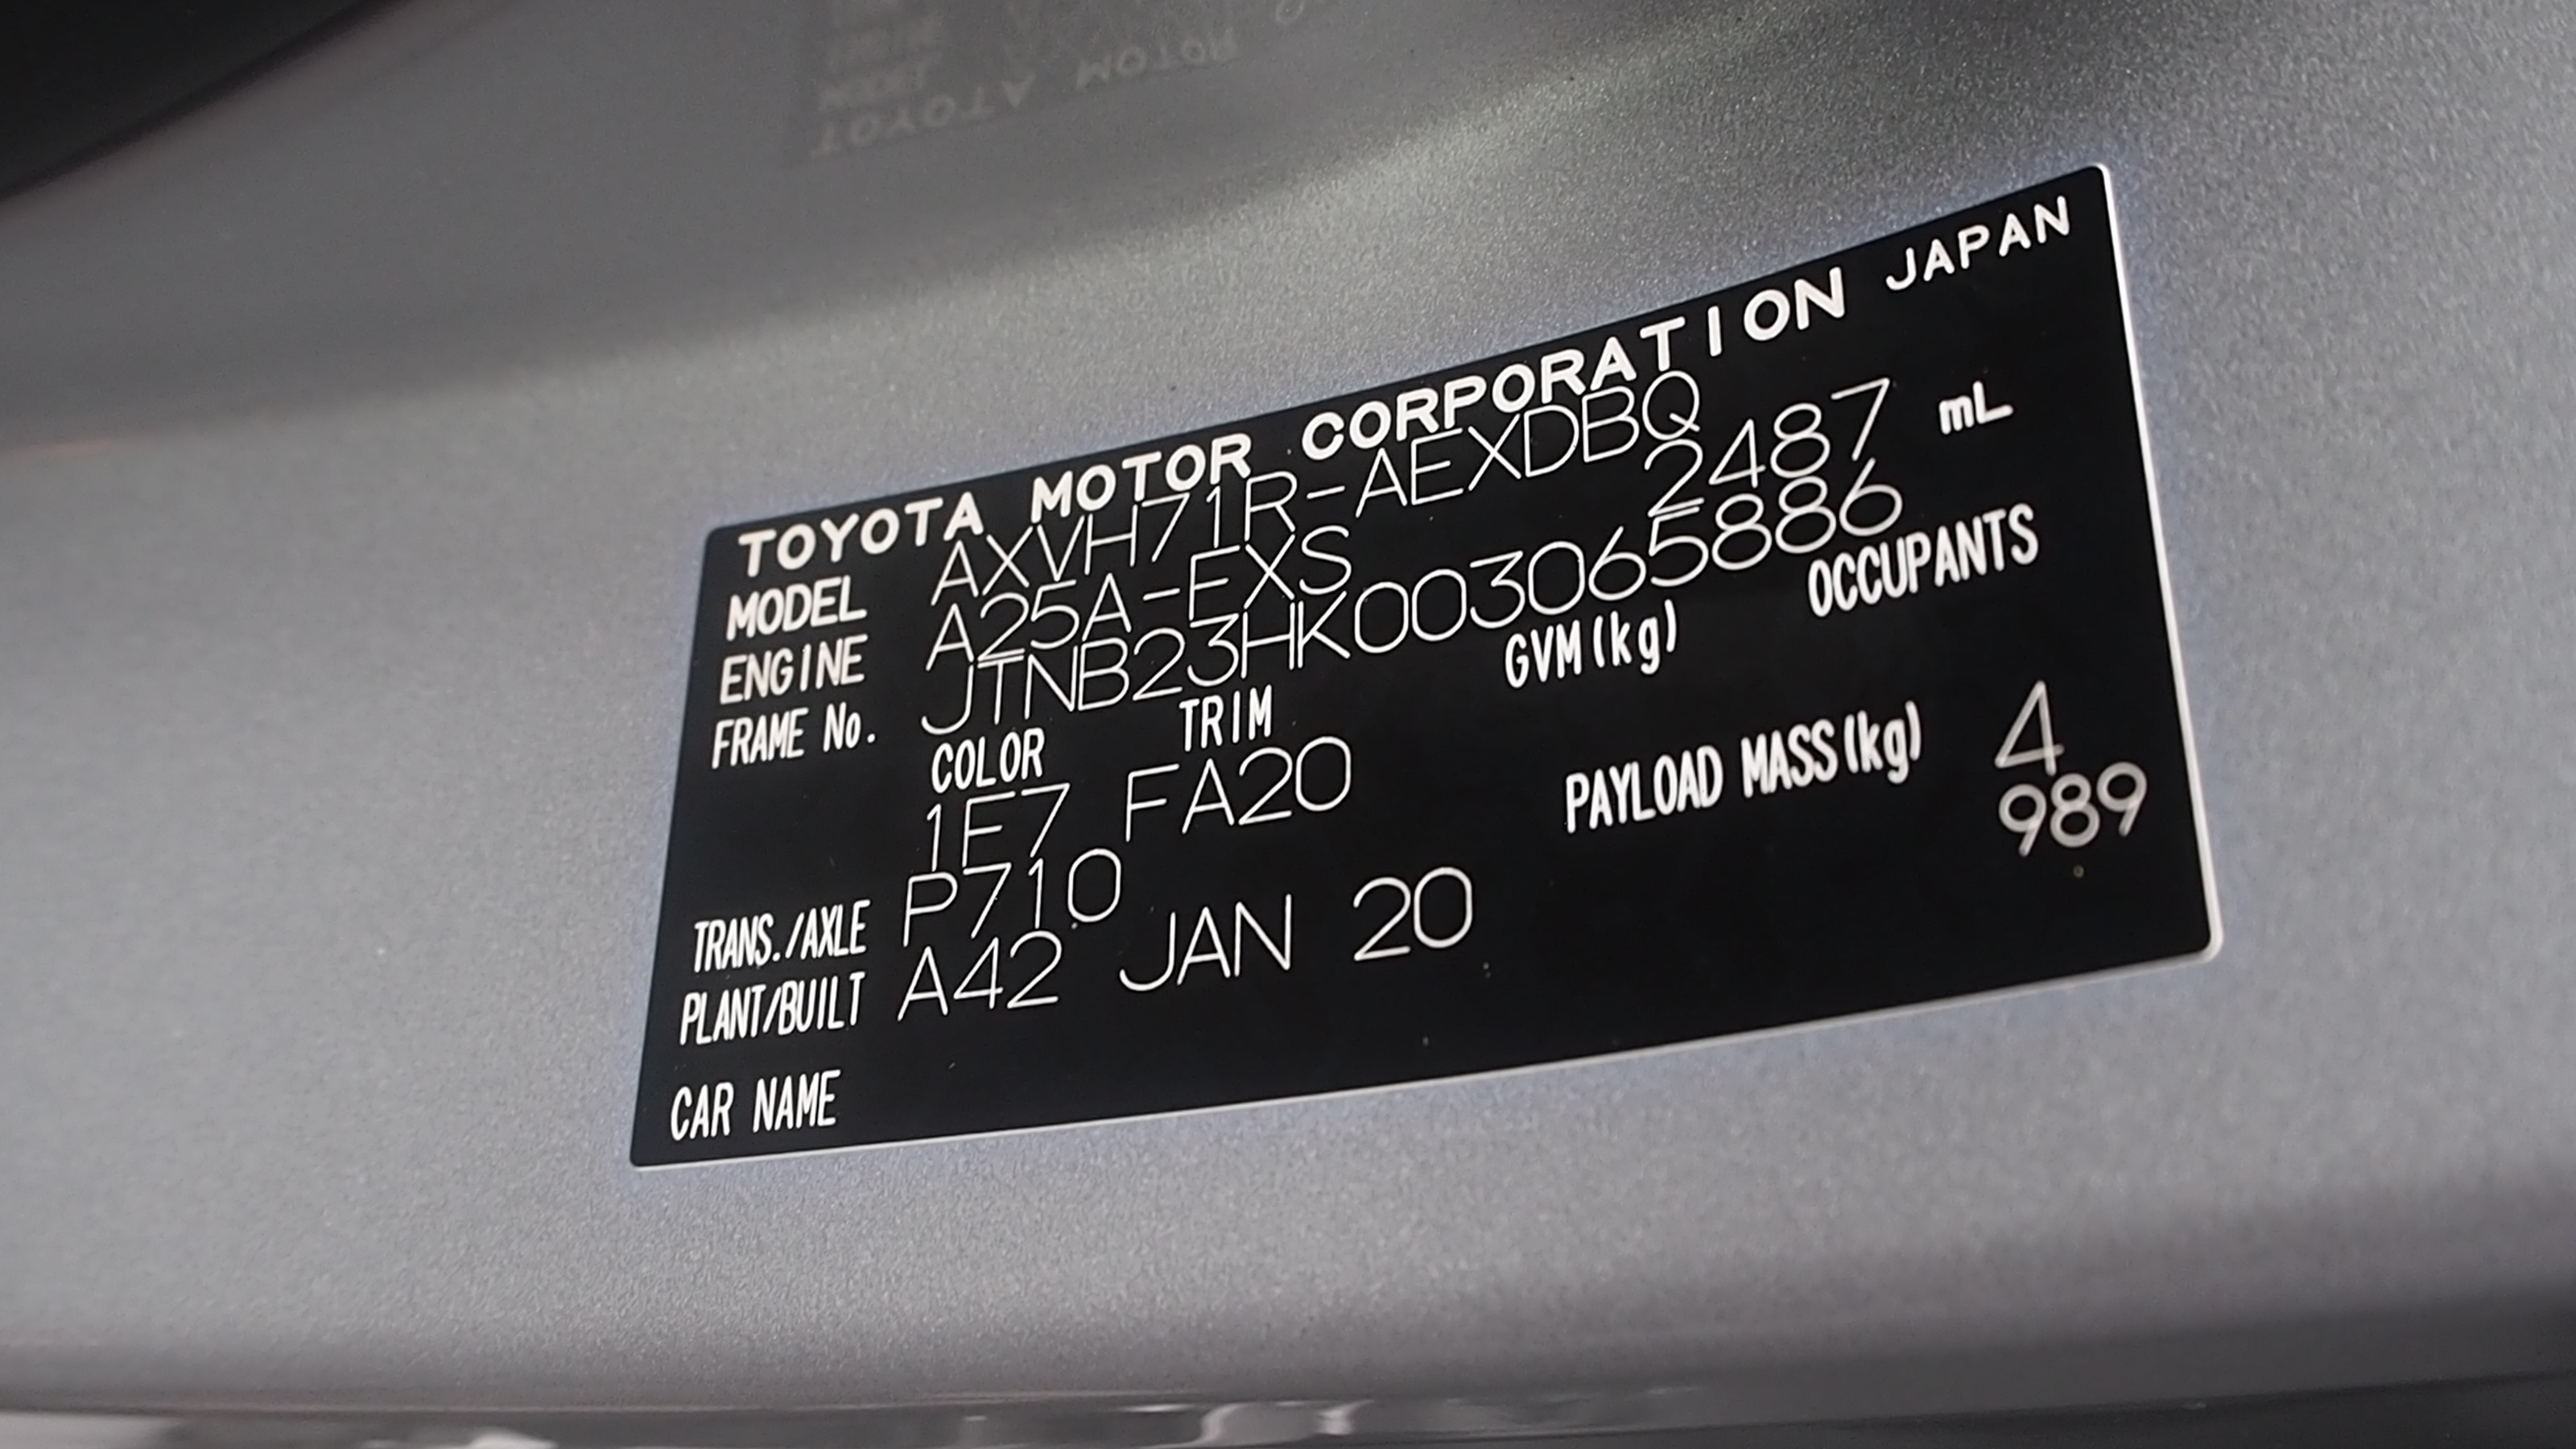 TOYOTA MOTOR CORPORATION JAPAN
MODEL AXVH71R-AEXDBQ
ENGINE A25A-FXS 2487 mL
FRAME No. JTNB23HK003065886
COLOR TRIM GVM(kg) OCCUPANTS
1F7 FA20 4
PAYLOAD MASS(kg) 989
TRANS./AXLE P710
PLANT/BUILT A42 JAN 20
CAR NAME